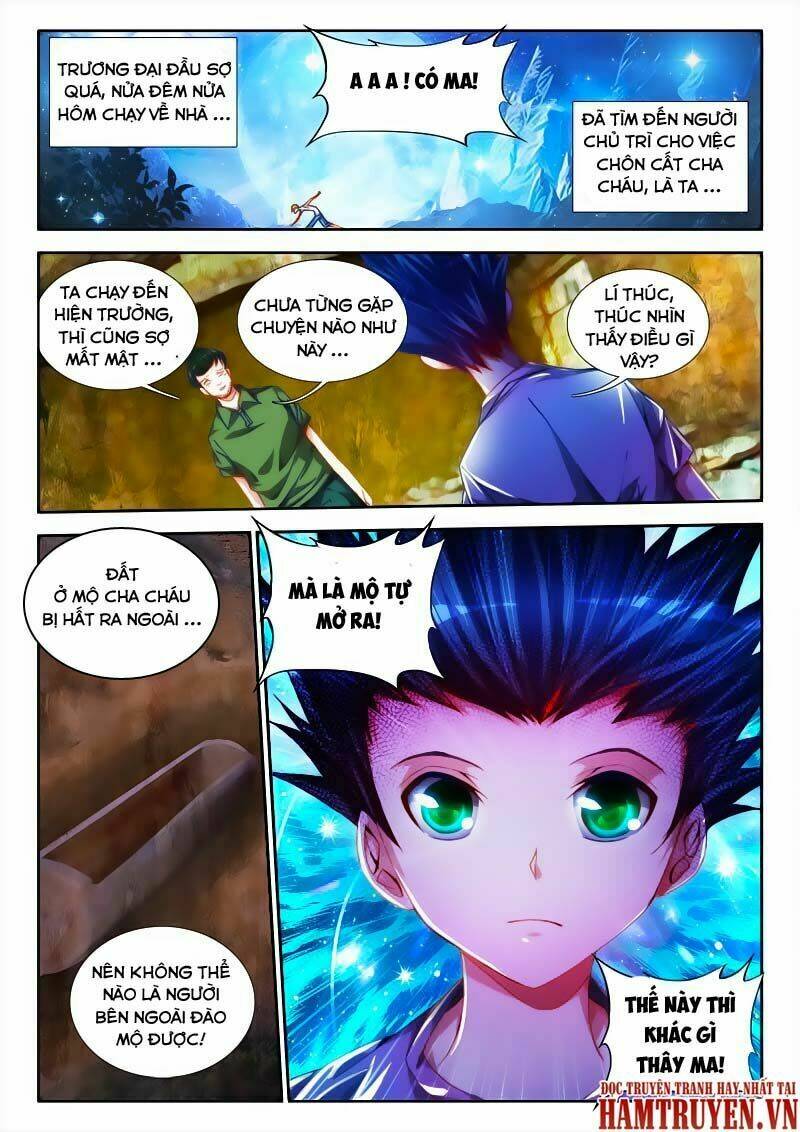 TRƯƠNG ĐẠI ĐẦU SỢ
QUÁ, NỬA ĐÊM NỬA
HÔM CHẠY VỀ NHÀ ...
A A A ! CÓ MA!
ĐÃ TÌM ĐẾN NGƯỜI
CHỦ TRÌ CHO VIỆC
CHÔN CẤT CHA
CHÁU, LÀ TA ...
TA CHẠY ĐẾN
HIỆN TRƯỜNG,
THÌ CŨNG SỢ
MẤT MẬT ...
CHƯA TỪNG GẶP
CHUYỆN NÀO NHƯ
NÀY ...
LÍ THÚC,
THÚC NHÌN
THẤY ĐIỀU GÌ
VẬY?
ĐẤT
Ở MỘ CHA CHÁU
BỊ HẤT RA NGOÀI ...
MÀ LÀ MỘ TỰ
MỞ RA!
NÊN KHÔNG THỂ
NÀO LÀ NGƯỜI
BÊN NGOÀI ĐÀO
MỘ ĐƯỢC!
THẾ NÀY THÌ
KHÁC GÌ
THÂY MA!
ĐỌC TRUYỆN TRANH HAY NHẤT TẠI
HAMTRUYEN.VN